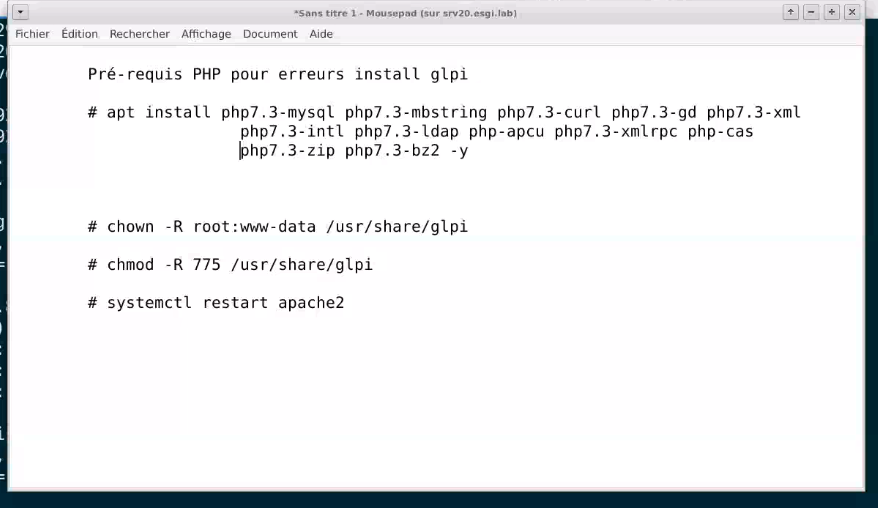 *Sans titre 1 - Mousepad (sur srv20.esgi.lab)
Fichier Édition Rechercher Affichage Document Aide
Pré-requis PHP pour erreurs install glpi
# apt install php7.3-mysql php7.3-mbstring php7.3-curl php7.3-gd php7.3-xml
php7.3-intl php7.3-ldap php-apcu php7.3-xmlrpc php-cas
php7.3-zip php7.3-bz2 -y
# chown -R root:www-data /usr/share/glpi
# chmod -R 775 /usr/share/glpi
# systemctl restart apache2